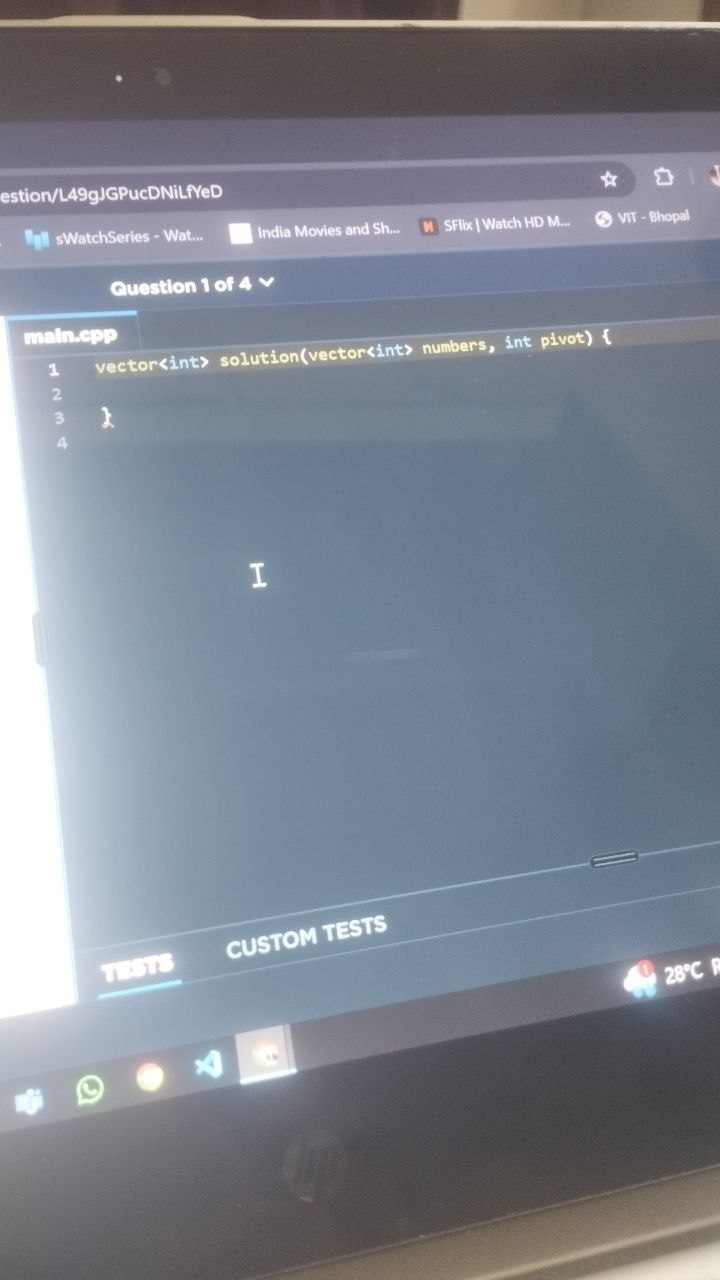 estion/L49gJGPucDNiLfYeD
sWatchSeries - Wat... India Movies and Sh... SFlix | Watch HD M... VIT - Bhopal
Question 1 of 4
main.cpp
1 vector<int> solution(vector<int> numbers, int pivot) {
2
3 }
4
TESTS CUSTOM TESTS
1 28°C
hp